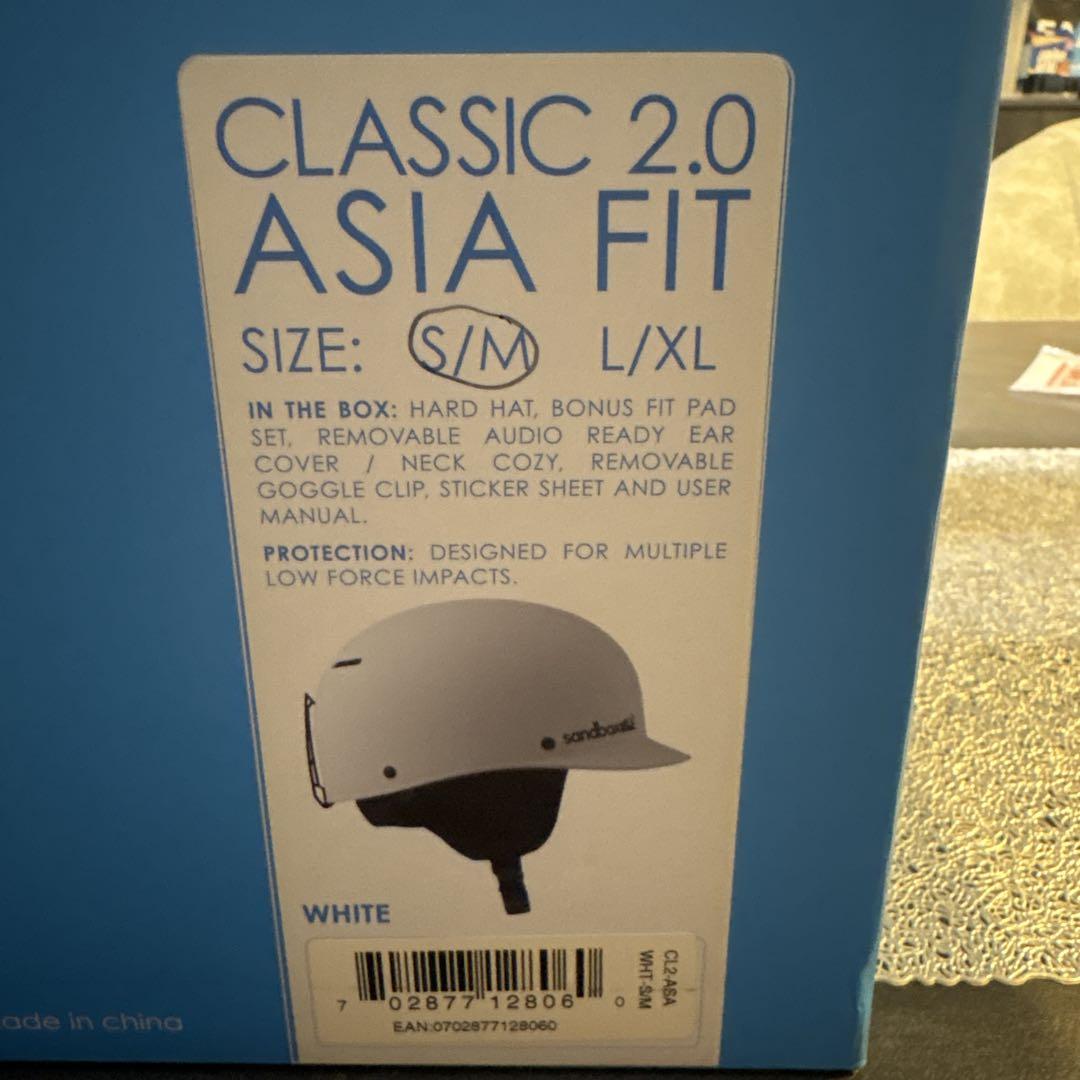 CLASSIC 2.0
ASIA FIT
SIZE: S/M L/XL
IN THE BOX: HARD HAT, BONUS FIT PAD
SET, REMOVABLE AUDIO READY EAR
COVER / NECK COZY, REMOVABLE
GOGGLE CLIP, STICKER SHEET AND USER
MANUAL.
PROTECTION: DESIGNED FOR MULTIPLE
LOW FORCE IMPACTS.
sandbox
WHITE
7 02877 12806 0
EAN:0702877128060
CL2-ASA
WHT-S/M
ade in china